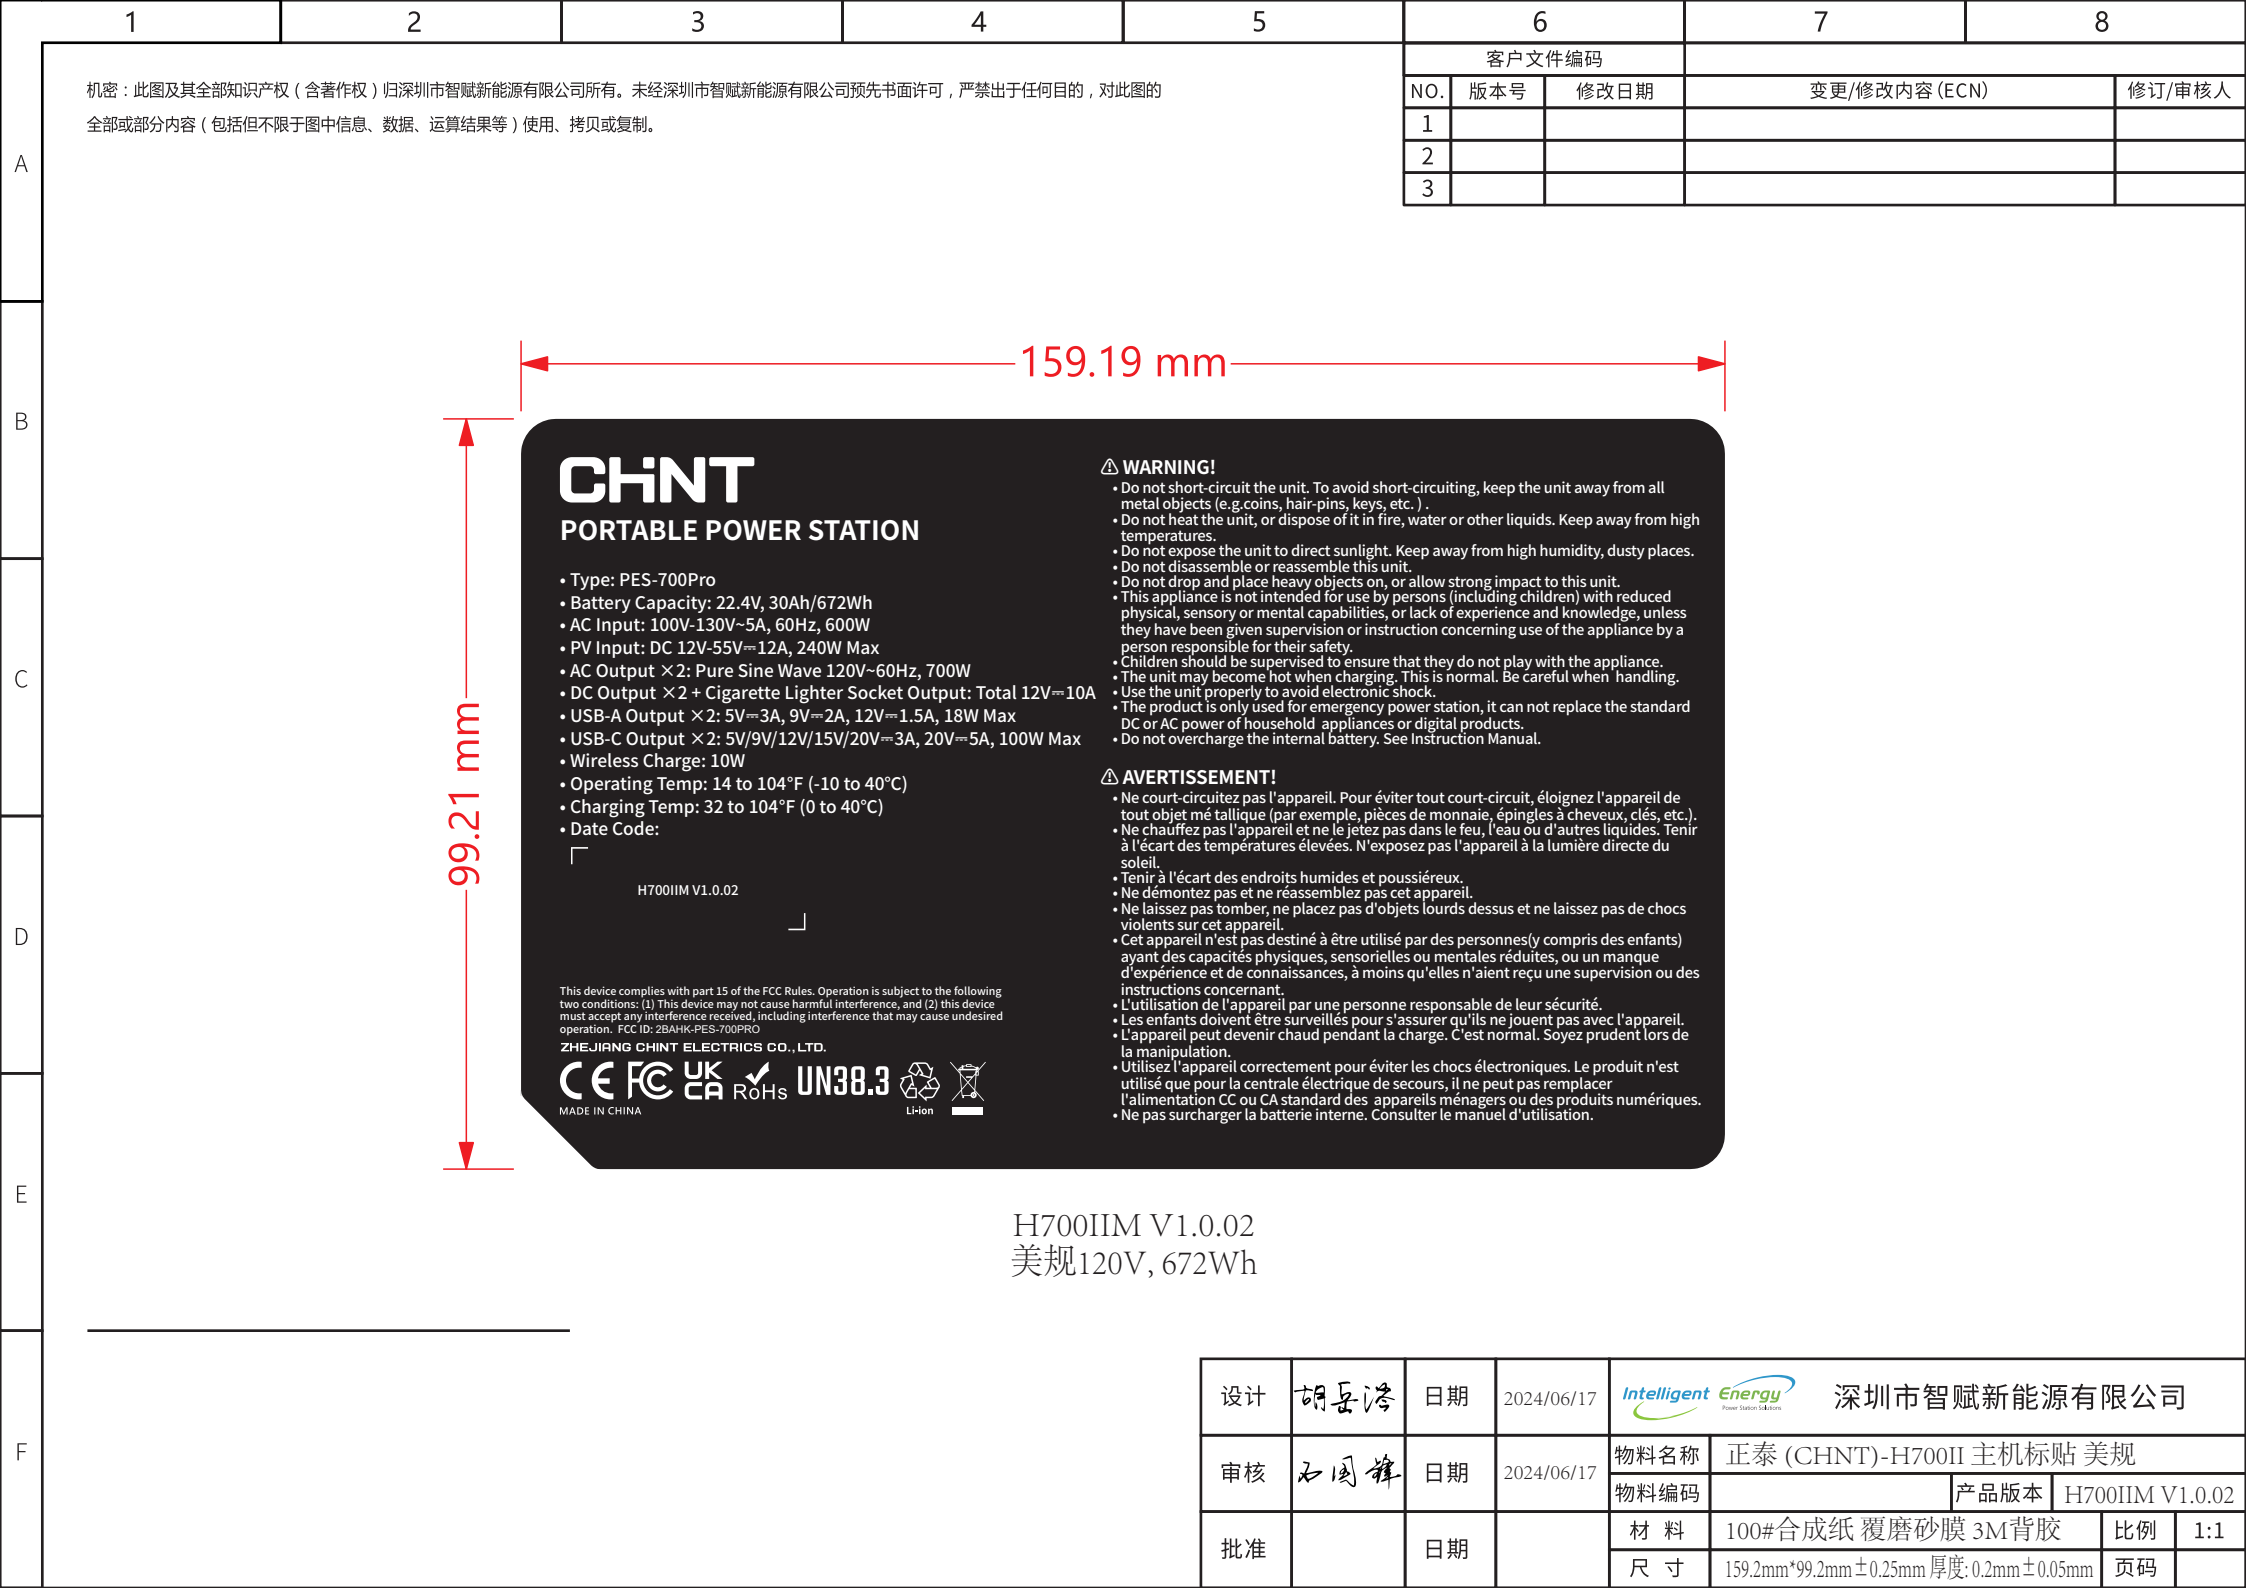 1 2 3 4 5 6 7 8
客户文件编码
NO. 版本号 修改日期 变更/修改内容(ECN) 修订/审核人
1
2
3
机密：此图及其全部知识产权（含著作权）归深圳市智赋新能源有限公司所有。未经深圳市智赋新能源有限公司预先书面许可，严禁出于任何目的，对此图的
全部或部分内容（包括但不限于图中信息、数据、运算结果等）使用、拷贝或复制。
A
B
C
D
E
F
159.19 mm
99.21 mm
CHiNT
PORTABLE POWER STATION
• Type: PES-700Pro
• Battery Capacity: 22.4V, 30Ah/672Wh
• AC Input: 100V-130V~5A, 60Hz, 600W
• PV Input: DC 12V-55V⎓12A, 240W Max
• AC Output ×2: Pure Sine Wave 120V~60Hz, 700W
• DC Output ×2 + Cigarette Lighter Socket Output: Total 12V⎓10A
• USB-A Output ×2: 5V⎓3A, 9V⎓2A, 12V⎓1.5A, 18W Max
• USB-C Output ×2: 5V/9V/12V/15V/20V⎓3A, 20V⎓5A, 100W Max
• Wireless Charge: 10W
• Operating Temp: 14 to 104°F (-10 to 40°C)
• Charging Temp: 32 to 104°F (0 to 40°C)
• Date Code:
H700IIM V1.0.02
This device complies with part 15 of the FCC Rules. Operation is subject to the following
two conditions: (1) This device may not cause harmful interference, and (2) this device
must accept any interference received, including interference that may cause undesired
operation. FCC ID: 2BAHK-PES-700PRO
ZHEJIANG CHINT ELECTRICS CO., LTD.
CE FC UK CA RoHs UN38.3
MADE IN CHINA
Li-ion
⚠ WARNING!
• Do not short-circuit the unit. To avoid short-circuiting, keep the unit away from all
metal objects (e.g.coins, hair-pins, keys, etc. ) .
• Do not heat the unit, or dispose of it in fire, water or other liquids. Keep away from high
temperatures.
• Do not expose the unit to direct sunlight. Keep away from high humidity, dusty places.
• Do not disassemble or reassemble this unit.
• Do not drop and place heavy objects on, or allow strong impact to this unit.
• This appliance is not intended for use by persons (including children) with reduced
physical, sensory or mental capabilities, or lack of experience and knowledge, unless
they have been given supervision or instruction concerning use of the appliance by a
person responsible for their safety.
• Children should be supervised to ensure that they do not play with the appliance.
• The unit may become hot when charging. This is normal. Be careful when handling.
• Use the unit properly to avoid electronic shock.
• The product is only used for emergency power station, it can not replace the standard
DC or AC power of household appliances or digital products.
• Do not overcharge the internal battery. See Instruction Manual.
⚠ AVERTISSEMENT!
• Ne court-circuitez pas l'appareil. Pour éviter tout court-circuit, éloignez l'appareil de
tout objet mé tallique (par exemple, pièces de monnaie, épingles à cheveux, clés, etc.).
• Ne chauffez pas l'appareil et ne le jetez pas dans le feu, l'eau ou d'autres liquides. Tenir
à l'écart des températures élevées. N'exposez pas l'appareil à la lumière directe du
soleil.
• Tenir à l'écart des endroits humides et poussiéreux.
• Ne démontez pas et ne réassemblez pas cet appareil.
• Ne laissez pas tomber, ne placez pas d'objets lourds dessus et ne laissez pas de chocs
violents sur cet appareil.
• Cet appareil n'est pas destiné à être utilisé par des personnes(y compris des enfants)
ayant des capacités physiques, sensorielles ou mentales réduites, ou un manque
d'expérience et de connaissances, à moins qu'elles n'aient reçu une supervision ou des
instructions concernant.
• L'utilisation de l'appareil par une personne responsable de leur sécurité.
• Les enfants doivent être surveillés pour s'assurer qu'ils ne jouent pas avec l'appareil.
• L'appareil peut devenir chaud pendant la charge. C'est normal. Soyez prudent lors de
la manipulation.
• Utilisez l'appareil correctement pour éviter les chocs électroniques. Le produit n'est
utilisé que pour la centrale électrique de secours, il ne peut pas remplacer
l'alimentation CC ou CA standard des appareils ménagers ou des produits numériques.
• Ne pas surcharger la batterie interne. Consulter le manuel d'utilisation.
H700IIM V1.0.02
美规120V, 672Wh
设计 日期 2024/06/17 Intelligent Energy 深圳市智赋新能源有限公司
Power Station Solutions
审核 日期 2024/06/17
批准 日期
物料名称 正泰 (CHNT)-H700II 主机标贴 美规
物料编码 产品版本 H700IIM V1.0.02
材 料 100#合成纸 覆磨砂膜 3M背胶 比例 1:1
尺 寸 159.2mm*99.2mm±0.25mm 厚度: 0.2mm±0.05mm 页码